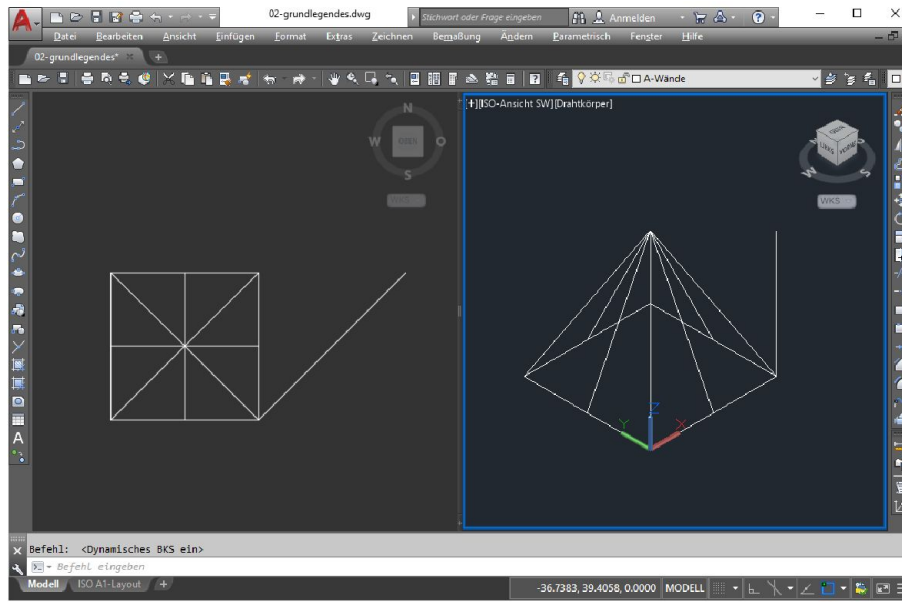 02-grundlegendes.dwg
Stichwort oder Frage eingeben
Anmelden
Datei Bearbeiten Ansicht Einfügen Format Extras Zeichnen Bemaßung Ändern Parametrisch Fenster Hilfe
02-grundlegendes*
A-Wände
[+][ISO-Ansicht SW][Drahtkörper]
N
W OBEN O
S
WKS
LINKS
W S
WKS
Z
Y X
A
Befehl: <Dynamisches BKS ein>
Befehl eingeben
Modell ISO A1-Layout +
-36.7383, 39.4058, 0.0000 MODELL